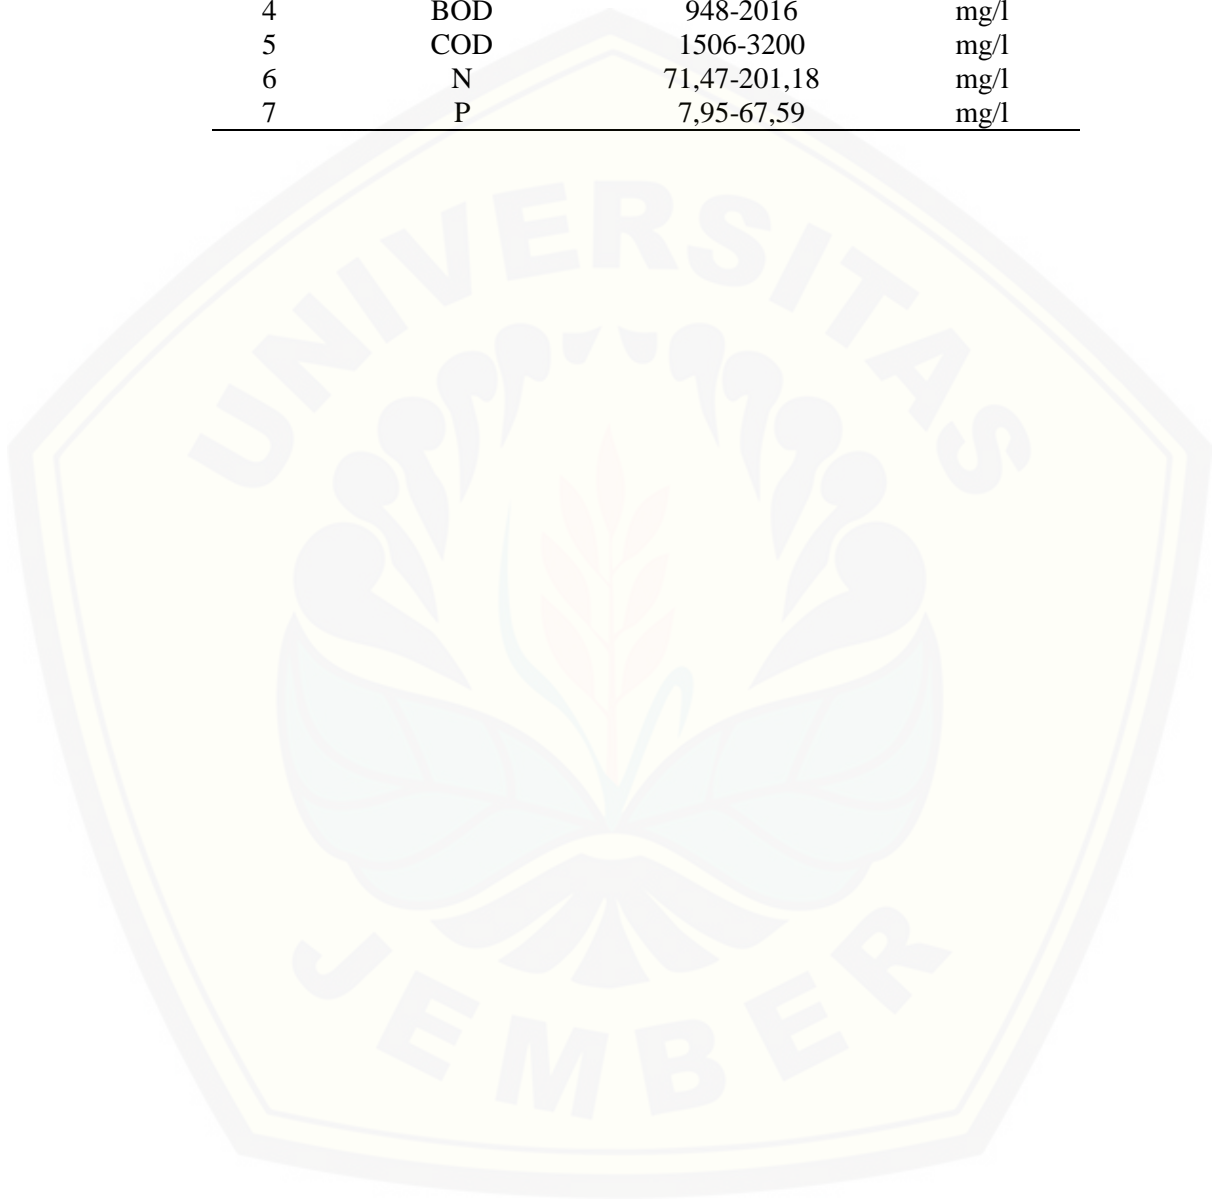 4 BOD 948-2016 mg/l
5 COD 1506-3200 mg/l
6 N 71,47-201,18 mg/l
7 P 7,95-67,59 mg/l
UNIVERSITAS
JEMBER